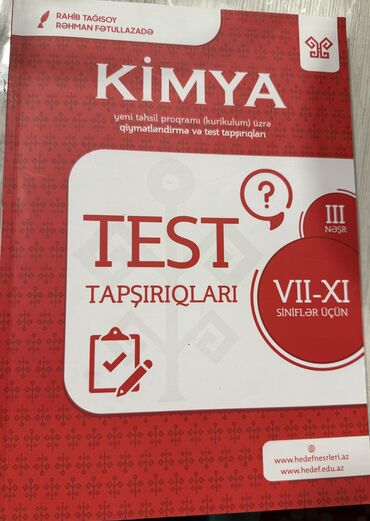 RAHİB TAĞISOY
RƏHMAN FƏTULLAZADƏ
KİMYA
yeni təhsil proqramı (kurikulum) üzrə
qiymətləndirmə və test tapşırıqları
?
III
NƏŞR
TEST
TAPŞIRIQLARI
VII-XI
SİNİFLƏR ÜÇÜN
www.hedefnesrleri.az
www.hedef.edu.az